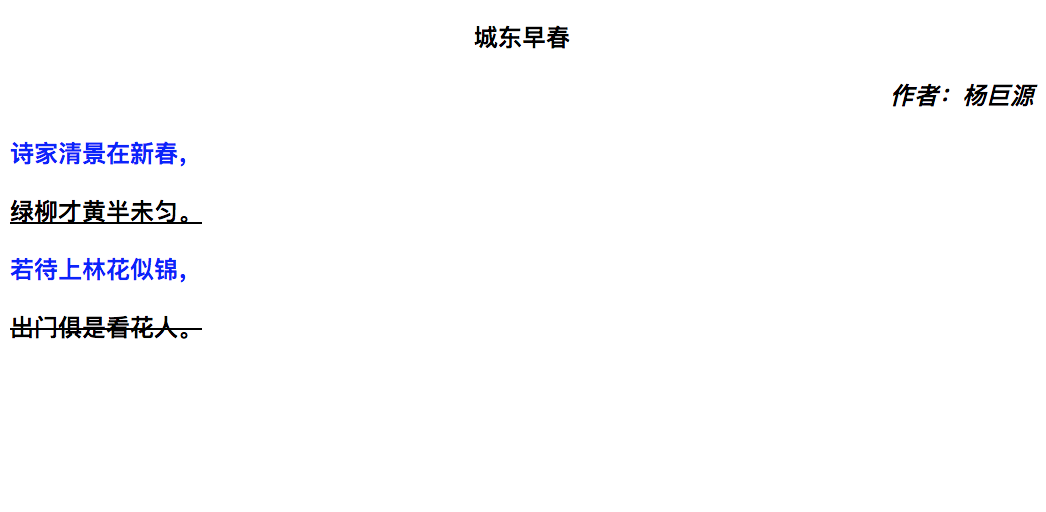 城东早春
作者：杨巨源
诗家清景在新春，
绿柳才黄半未匀。
若待上林花似锦，
出门俱是看花人。